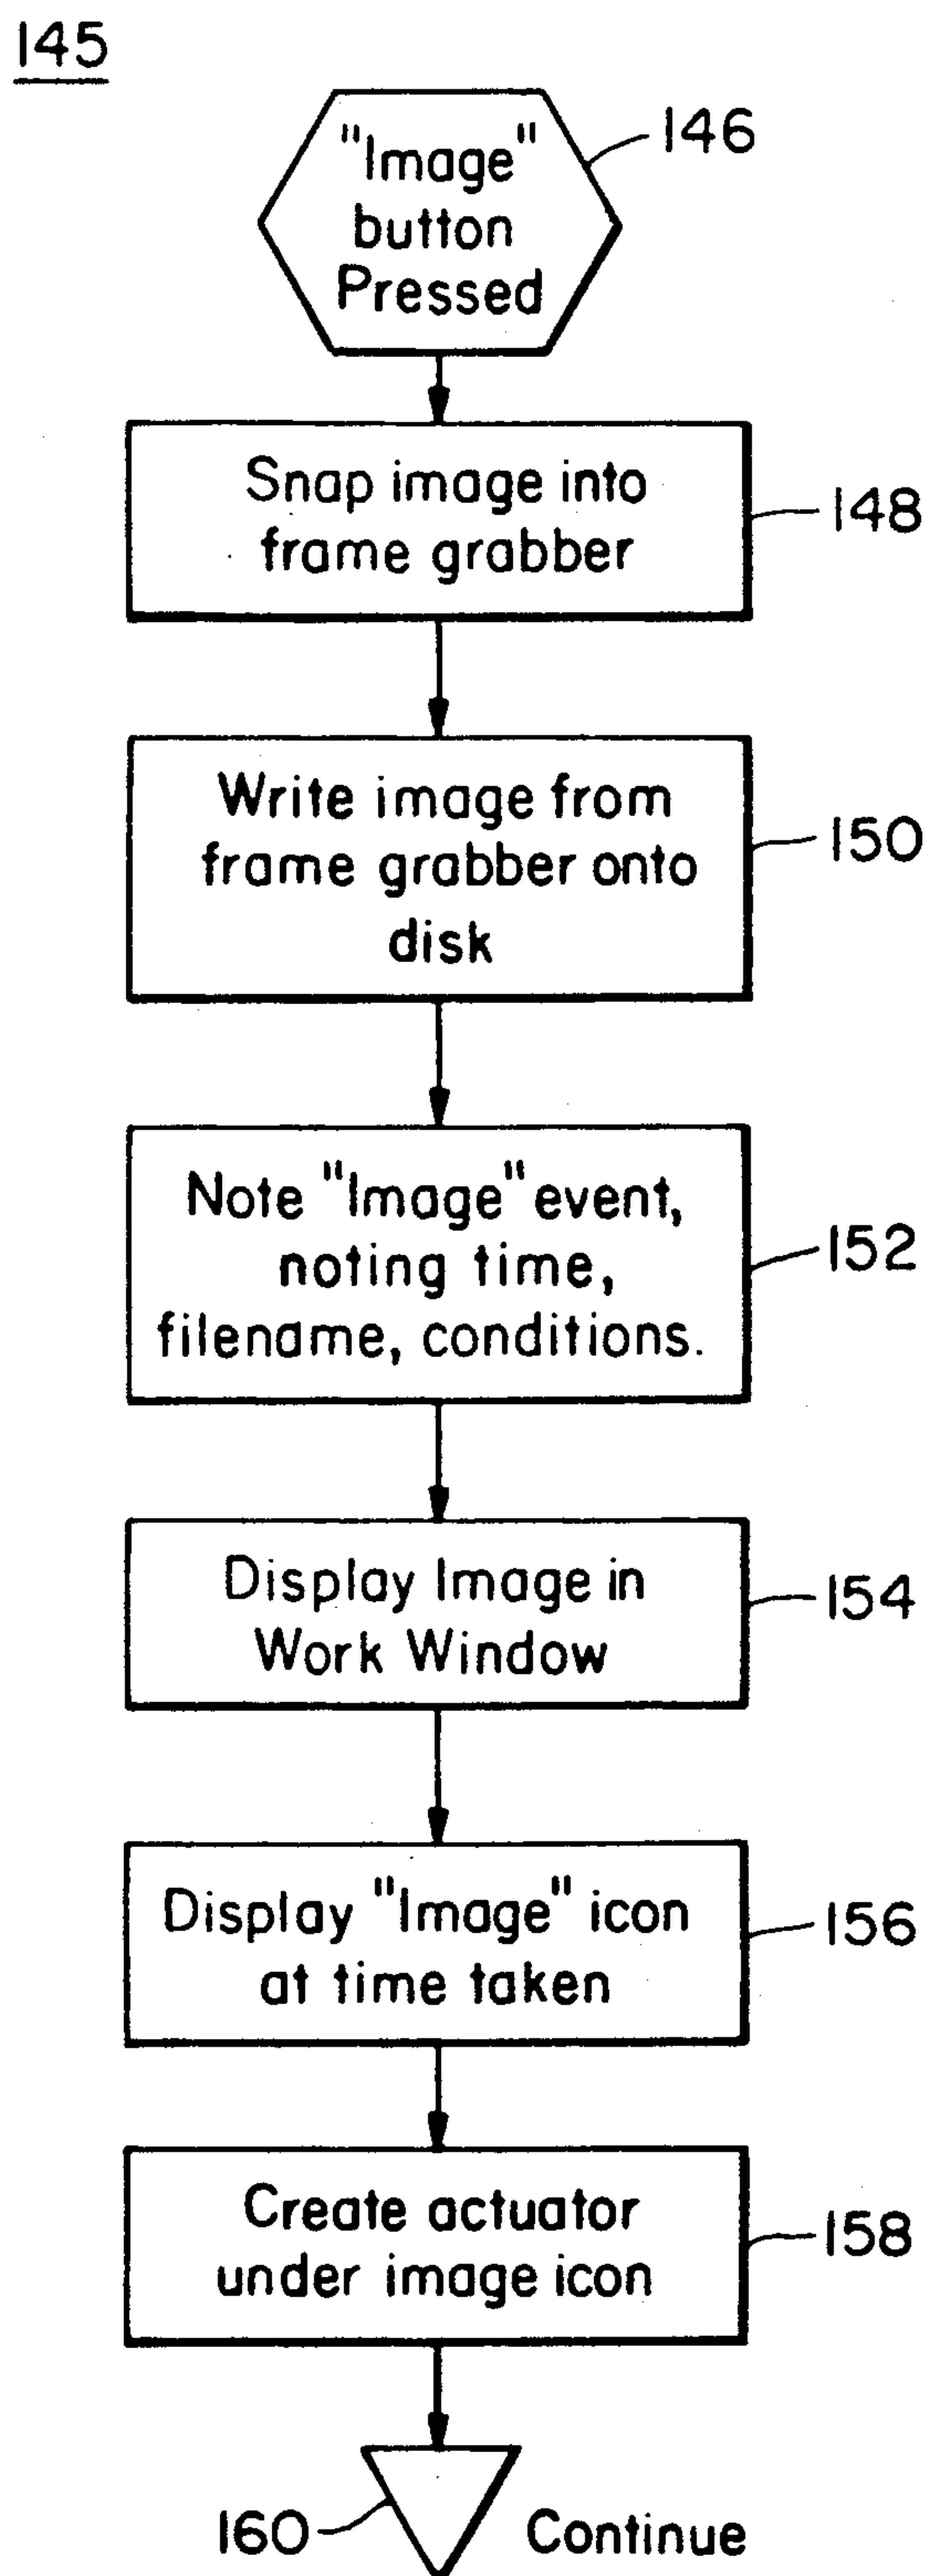 145
"Image"
button
Pressed
146
Snap image into
frame grabber
148
Write image from
frame grabber onto
disk
150
Note "Image" event,
noting time,
filename, conditions.
152
Display Image in
Work Window
154
Display "Image" icon
at time taken
156
Create actuator
under image icon
158
160
Continue